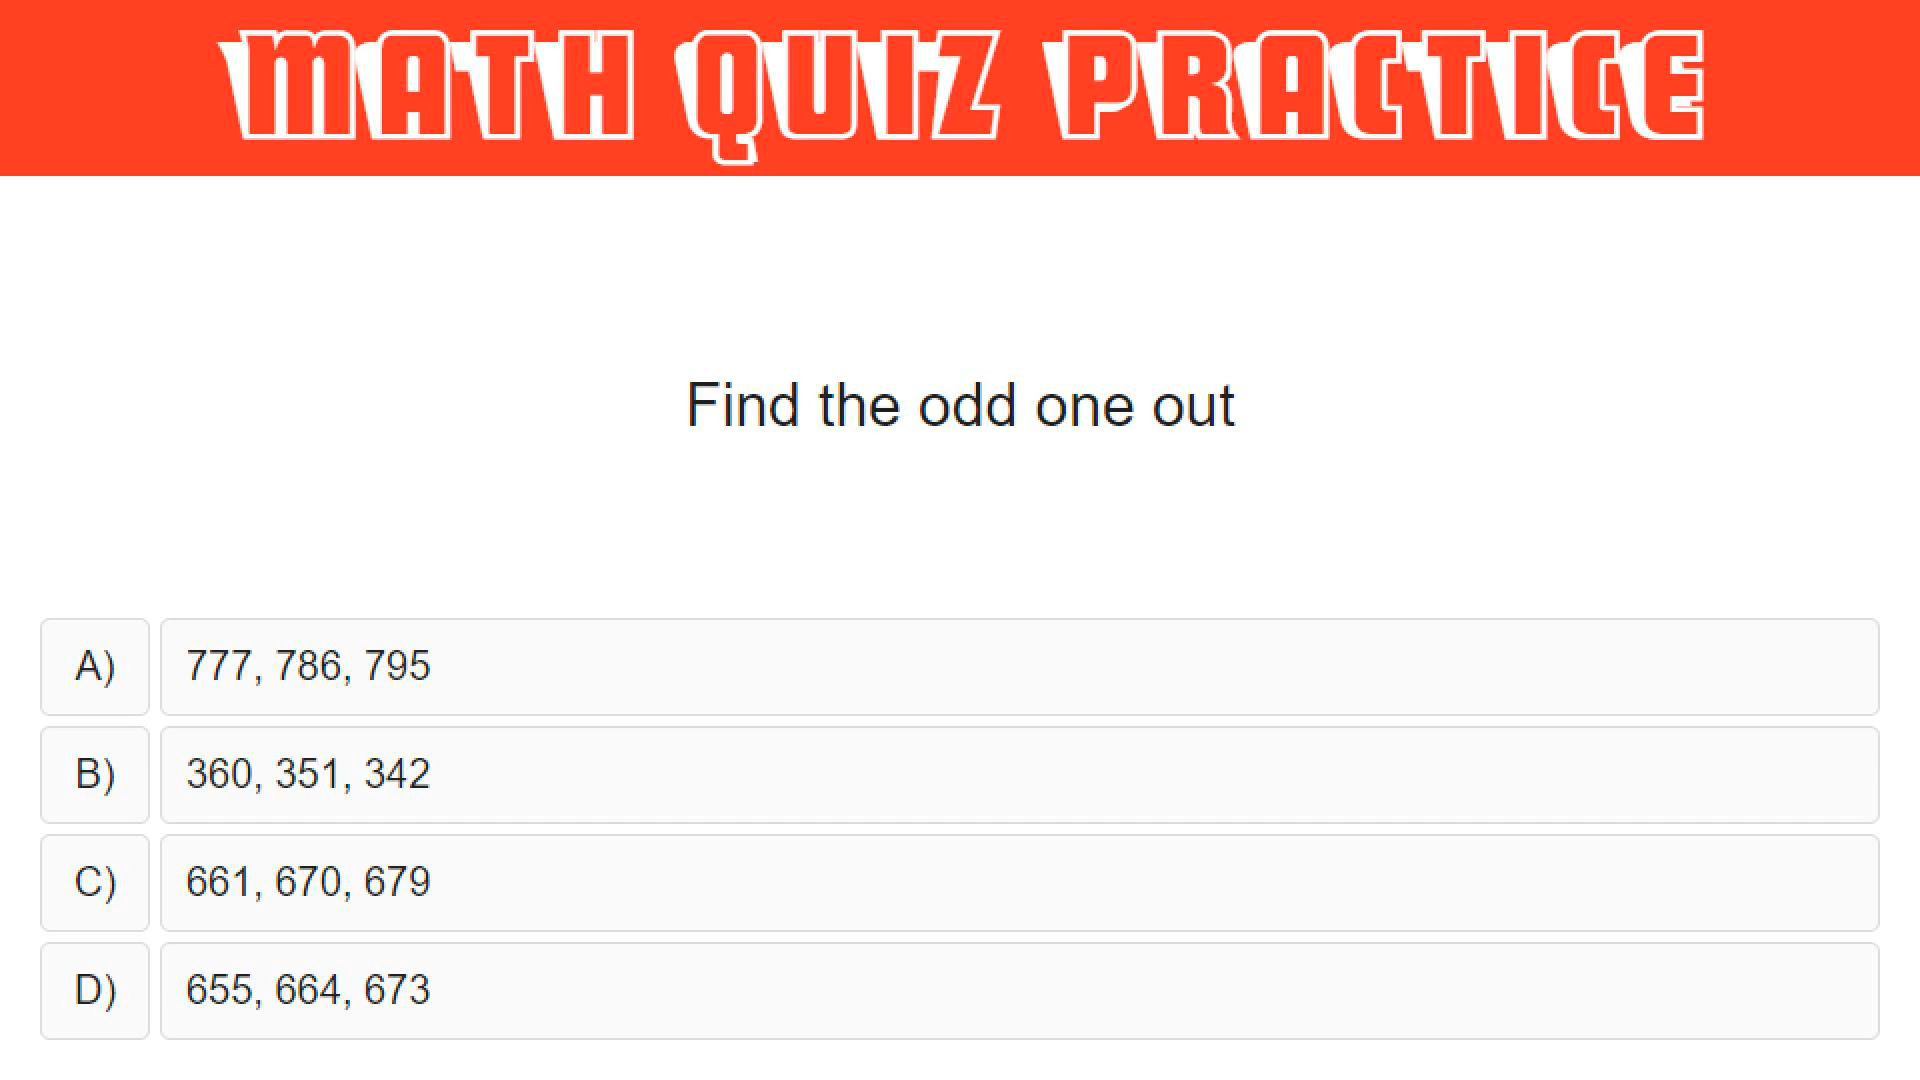 MATH QUIZ PRACTICE
Find the odd one out
A) 777, 786, 795
B) 360, 351, 342
C) 661, 670, 679
D) 655, 664, 673